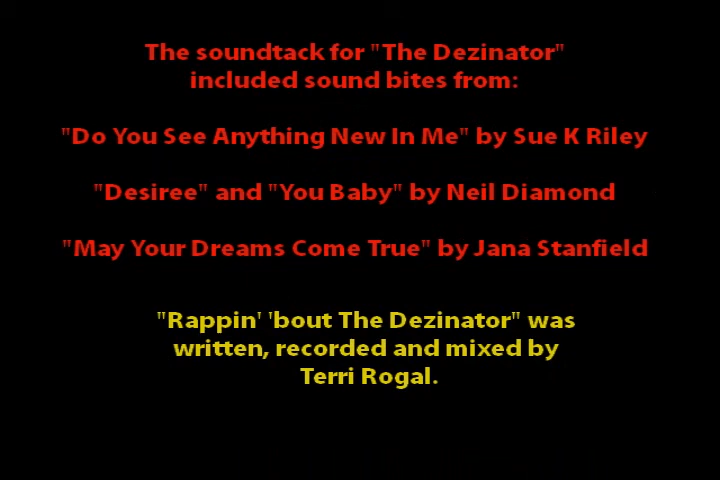 The soundtack for "The Dezinator"
included sound bites from:
"Do You See Anything New In Me" by Sue K Riley
"Desiree" and "You Baby" by Neil Diamond
"May Your Dreams Come True" by Jana Stanfield
"Rappin' 'bout The Dezinator" was
written, recorded and mixed by
Terri Rogal.